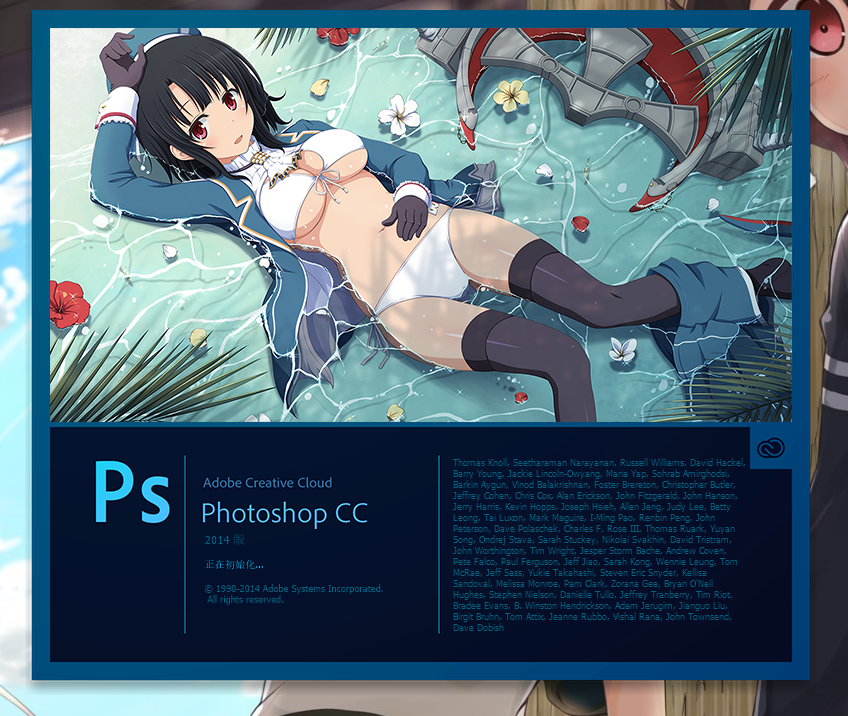 Ps
Adobe Creative Cloud
Photoshop CC
2014 版
正在初始化...
© 1990-2014 Adobe Systems Incorporated.
All rights reserved.
Thomas Knoll, Seetharaman Narayanan, Russell Williams, David Hackel,
Barry Young, Jackie Lincoln-Owyang, Maria Yap, Sohrab Amirghodsi,
Barkin Aygun, Vinod Balakrishnan, Foster Brereton, Christopher Butler,
Jeffrey Cohen, Chris Cox, Alan Erickson, John Fitzgerald, John Hanson,
Jerry Harris, Kevin Hopps, Joseph Hsieh, Allen Jeng, Judy Lee, Betty
Leong, Tai Luxon, Mark Maguire, I-Ming Pao, Renbin Peng, John
Peterson, Dave Polaschek, Charles F. Rose III, Thomas Ruark, Yuyan
Song, Ondrej Stava, Sarah Stuckey, Nikolai Svakhin, David Tristram,
John Worthington, Tim Wright, Jesper Storm Bache, Andrew Coven,
Pete Falco, Paul Ferguson, Jeff Jiao, Sarah Kong, Wennie Leung, Tom
McRae, Jeff Sass, Yukie Takahashi, Steven Eric Snyder, Kellisa
Sandoval, Melissa Monroe, Pam Clark, Zorana Gee, Bryan O'Neil
Hughes, Stephen Nielson, Danielle Tullo, Jeffrey Tranberry, Tim Riot,
Bradee Evans, B. Winston Hendrickson, Adam Jerugim, Jianguo Liu,
Birgit Bruhn, Tom Attix, Jeanne Rubbo, Vishal Rana, John Townsend,
Dave Dobish